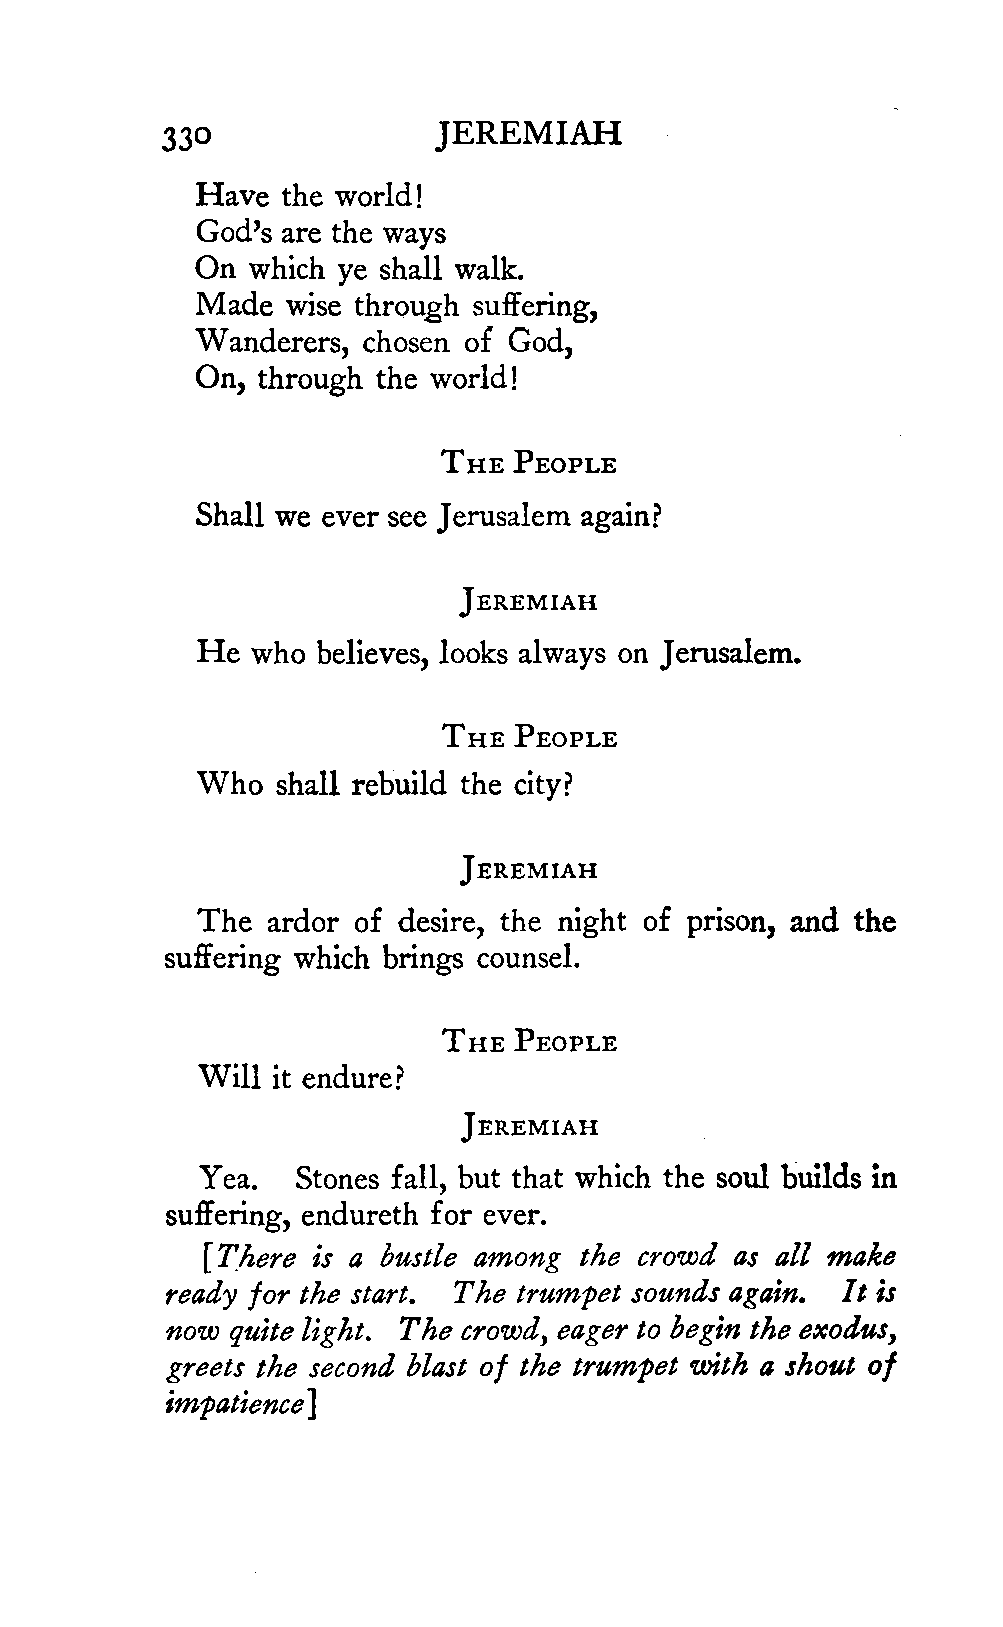 330 JEREMIAH
Have the world!
God's are the ways
On which ye shall walk.
Made wise through suffering,
Wanderers, chosen of God,
On, through the world!
THE PEOPLE
Shall we ever see Jerusalem again?
JEREMIAH
He who believes, looks always on Jerusalem.
THE PEOPLE
Who shall rebuild the city?
JEREMIAH
The ardor of desire, the night of prison, and the
suffering which brings counsel.
THE PEOPLE
Will it endure?
JEREMIAH
Yea. Stones fall, but that which the soul builds in
suffering, endureth for ever.
[There is a bustle among the crowd as all make
ready for the start. The trumpet sounds again. It is
now quite light. The crowd, eager to begin the exodus,
greets the second blast of the trumpet with a shout of
impatience]